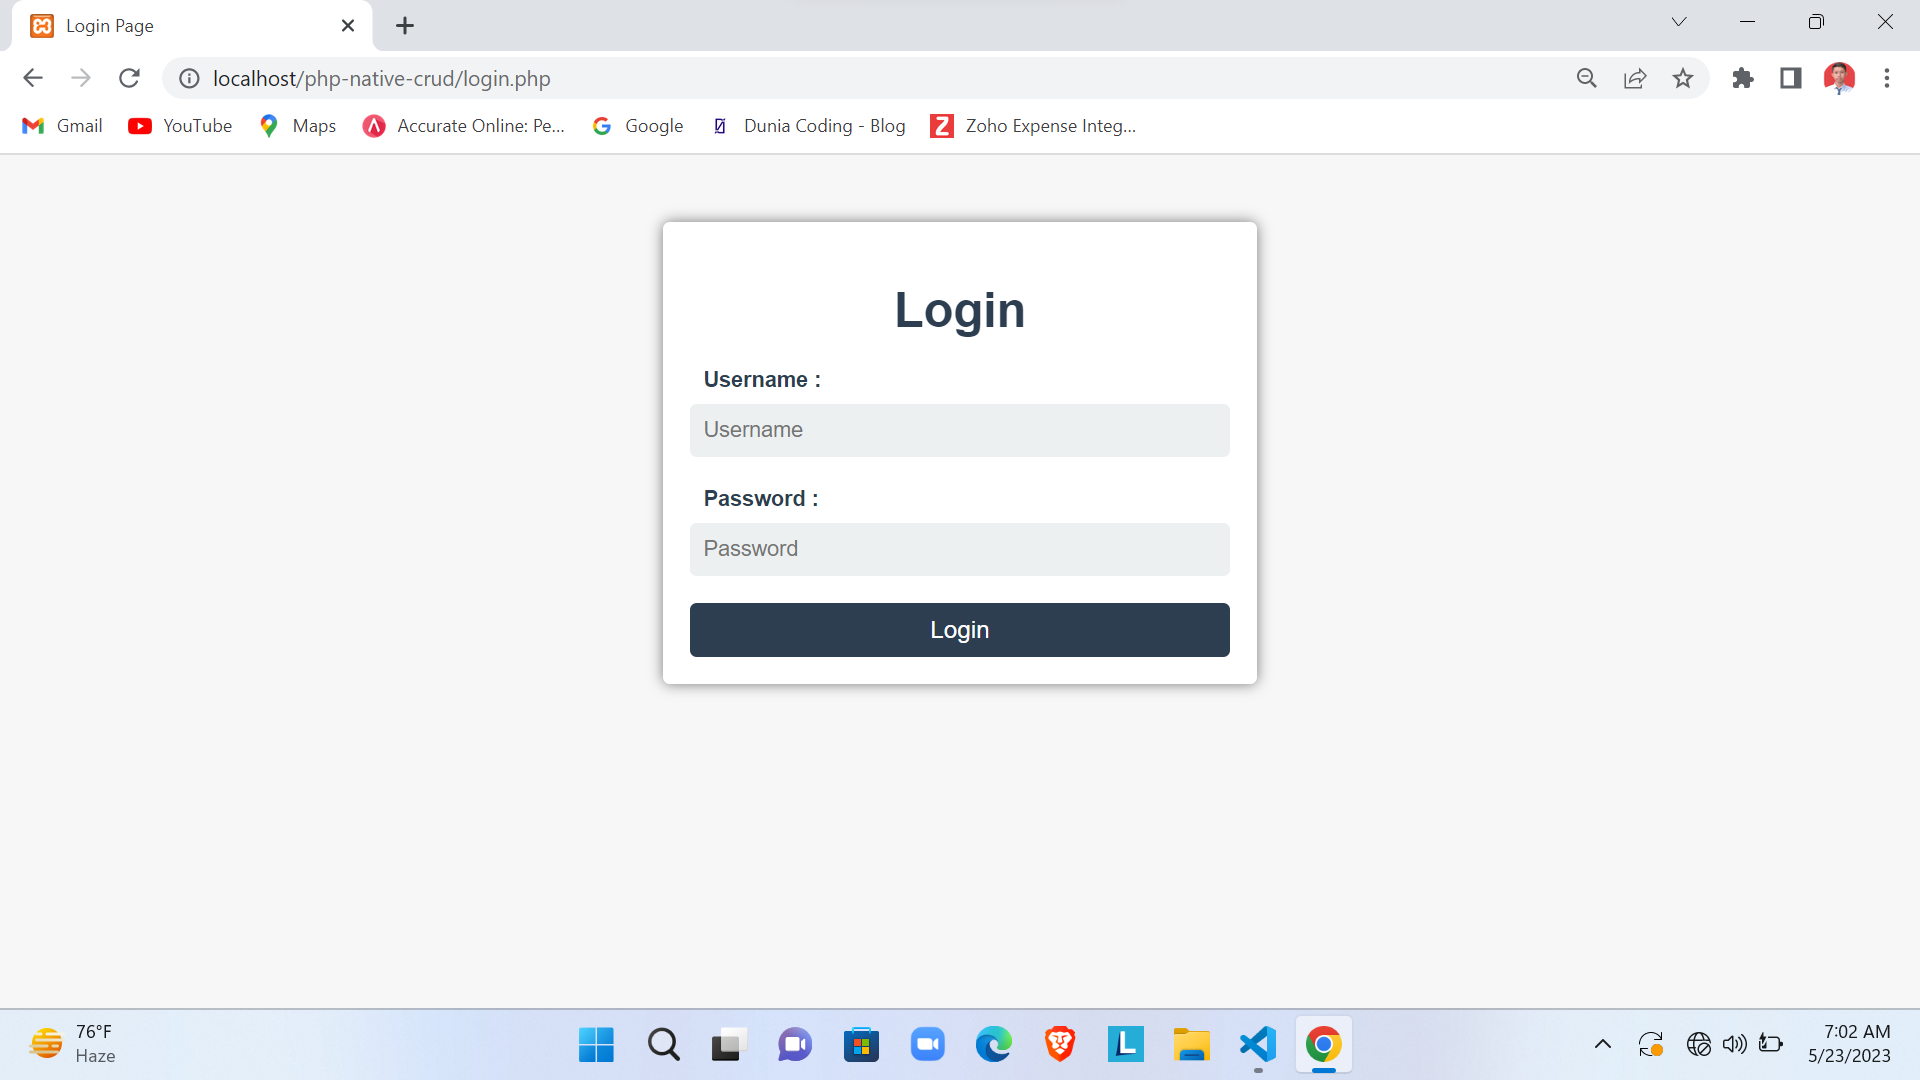 Login Page
localhost/php-native-crud/login.php
Gmail
YouTube
Maps
Accurate Online: Pe...
Google
Dunia Coding - Blog
Zoho Expense Integ...
Login
Username :
Username
Password :
Password
Login
76°F
Haze
7:02 AM
5/23/2023